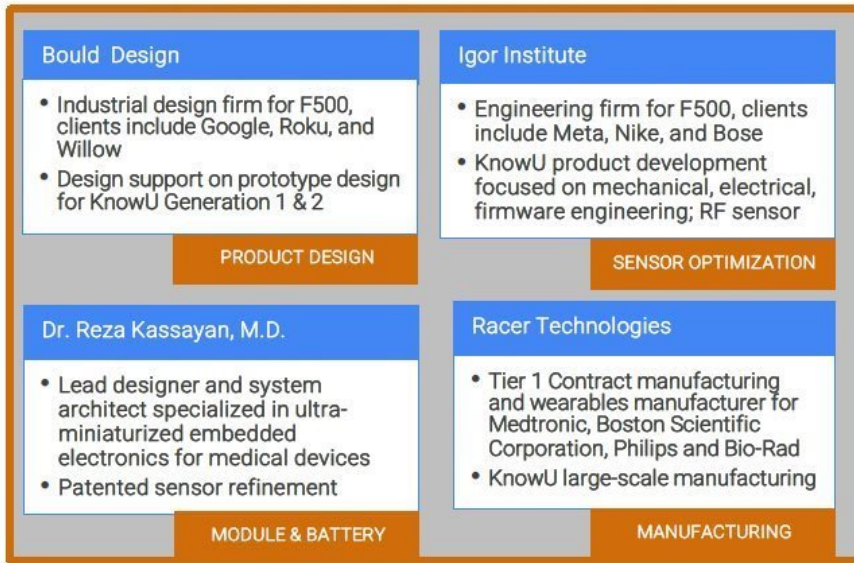 Bould Design
• Industrial design firm for F500,
clients include Google, Roku, and
Willow
• Design support on prototype design
for KnowU Generation 1 & 2
PRODUCT DESIGN
Igor Institute
• Engineering firm for F500, clients
include Meta, Nike, and Bose
• KnowU product development
focused on mechanical, electrical,
firmware engineering; RF sensor
SENSOR OPTIMIZATION
Dr. Reza Kassayan, M.D.
• Lead designer and system
architect specialized in ultra-
miniaturized embedded
electronics for medical devices
• Patented sensor refinement
MODULE & BATTERY
Racer Technologies
• Tier 1 Contract manufacturing
and wearables manufacturer for
Medtronic, Boston Scientific
Corporation, Philips and Bio-Rad
• KnowU large-scale manufacturing
MANUFACTURING